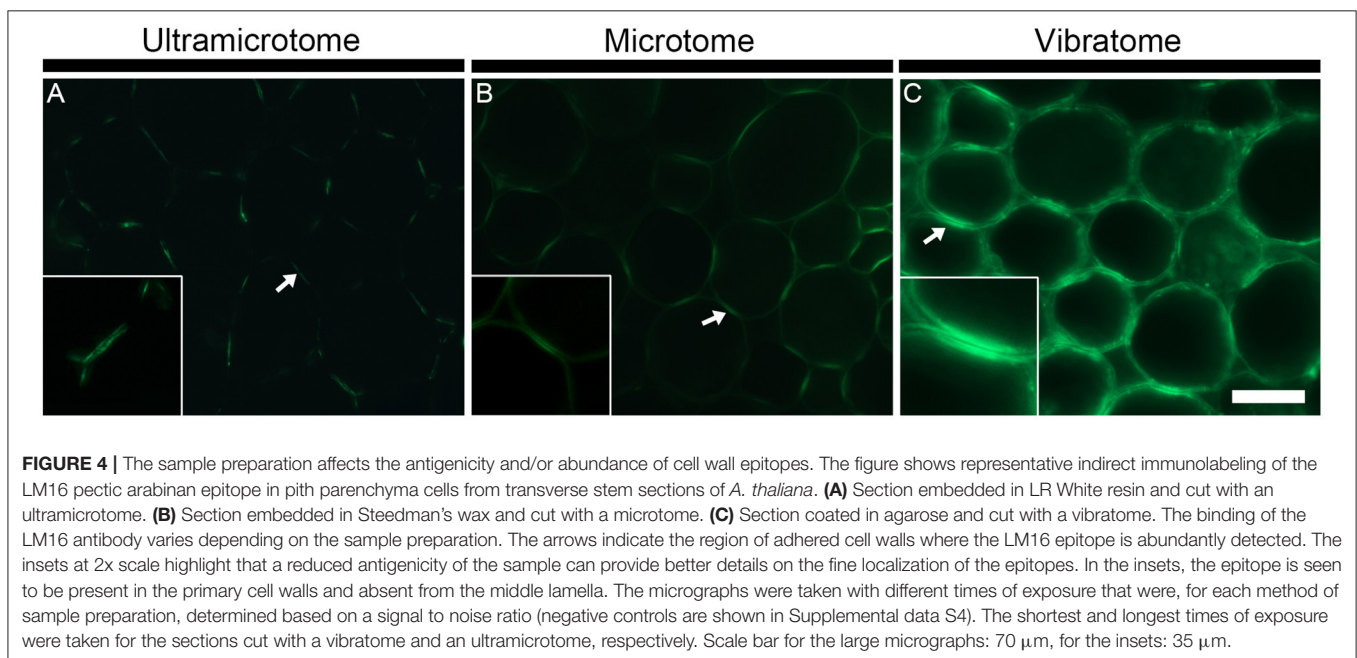 Ultramicrotome Microtome Vibratome
A B C
FIGURE 4 | The sample preparation affects the antigenicity and/or abundance of cell wall epitopes. The figure shows representative indirect immunolabeling of the
LM16 pectic arabinan epitope in pith parenchyma cells from transverse stem sections of A. thaliana. (A) Section embedded in LR White resin and cut with an
ultramicrotome. (B) Section embedded in Steedman's wax and cut with a microtome. (C) Section coated in agarose and cut with a vibratome. The binding of the
LM16 antibody varies depending on the sample preparation. The arrows indicate the region of adhered cell walls where the LM16 epitope is abundantly detected. The
insets at 2x scale highlight that a reduced antigenicity of the sample can provide better details on the fine localization of the epitopes. In the insets, the epitope is seen
to be present in the primary cell walls and absent from the middle lamella. The micrographs were taken with different times of exposure that were, for each method of
sample preparation, determined based on a signal to noise ratio (negative controls are shown in Supplemental data S4). The shortest and longest times of exposure
were taken for the sections cut with a vibratome and an ultramicrotome, respectively. Scale bar for the large micrographs: 70 μm, for the insets: 35 μm.